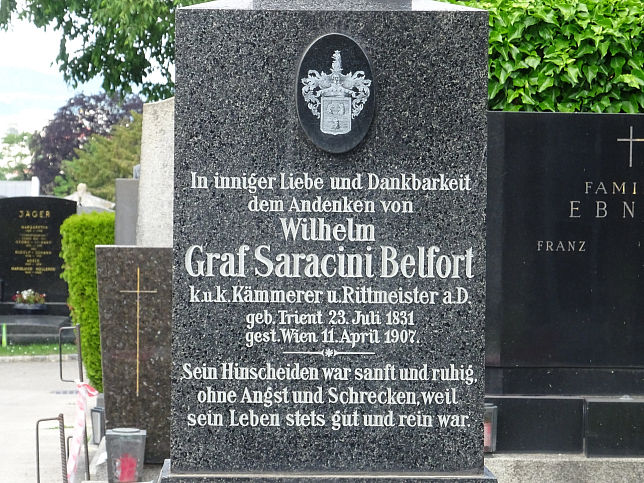 In inniger Liebe und Dankbarkeit
dem Andenken von
Wilhelm
Graf Saracini Belfort
k.u.k. Kämmerer u. Rittmeister a.D.
geb. Trient 23. Juli 1831
gest. Wien 11. April 1907.
Sein Hinscheiden war sanft und ruhig,
ohne Angst und Schrecken, weil
sein Leben stets gut und rein war.
JÄGER
FAMI
EBN
FRANZ